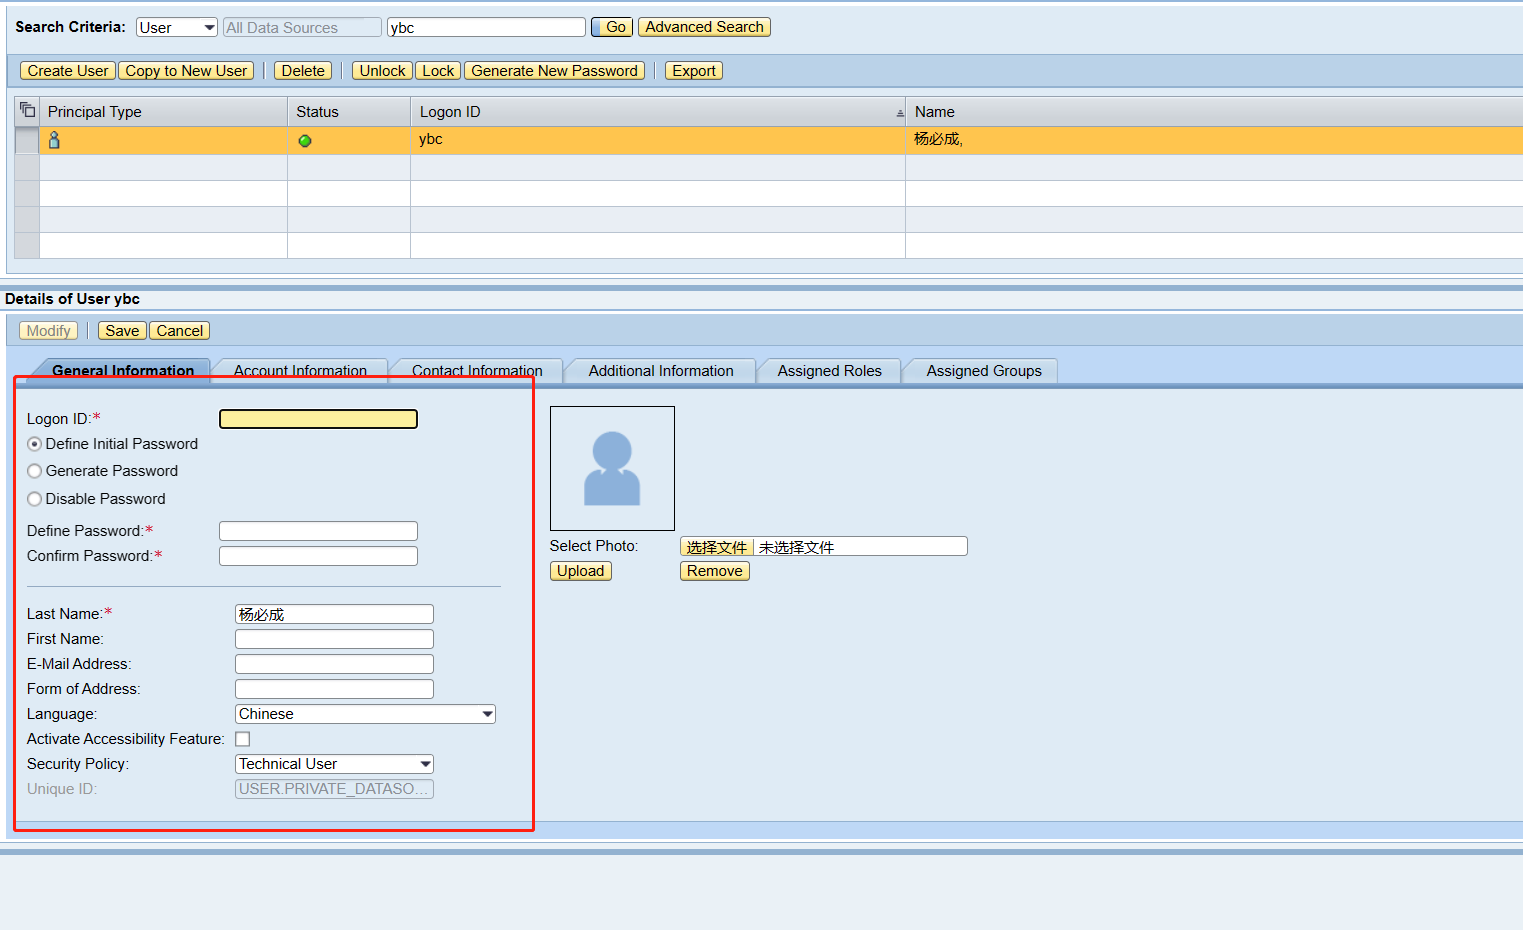 Search Criteria: User All Data Sources ybc Go Advanced Search
Create User Copy to New User Delete Unlock Lock Generate New Password Export
Principal Type Status Logon ID Name
ybc 杨必成,
Details of User ybc
Modify Save Cancel
General Information Account Information Contact Information Additional Information Assigned Roles Assigned Groups
Logon ID:*
Define Initial Password
Generate Password
Disable Password
Define Password:*
Confirm Password:*
Select Photo: 选择文件 未选择文件
Upload Remove
Last Name:* 杨必成
First Name:
E-Mail Address:
Form of Address:
Language: Chinese
Activate Accessibility Feature:
Security Policy: Technical User
Unique ID: USER.PRIVATE_DATASO...